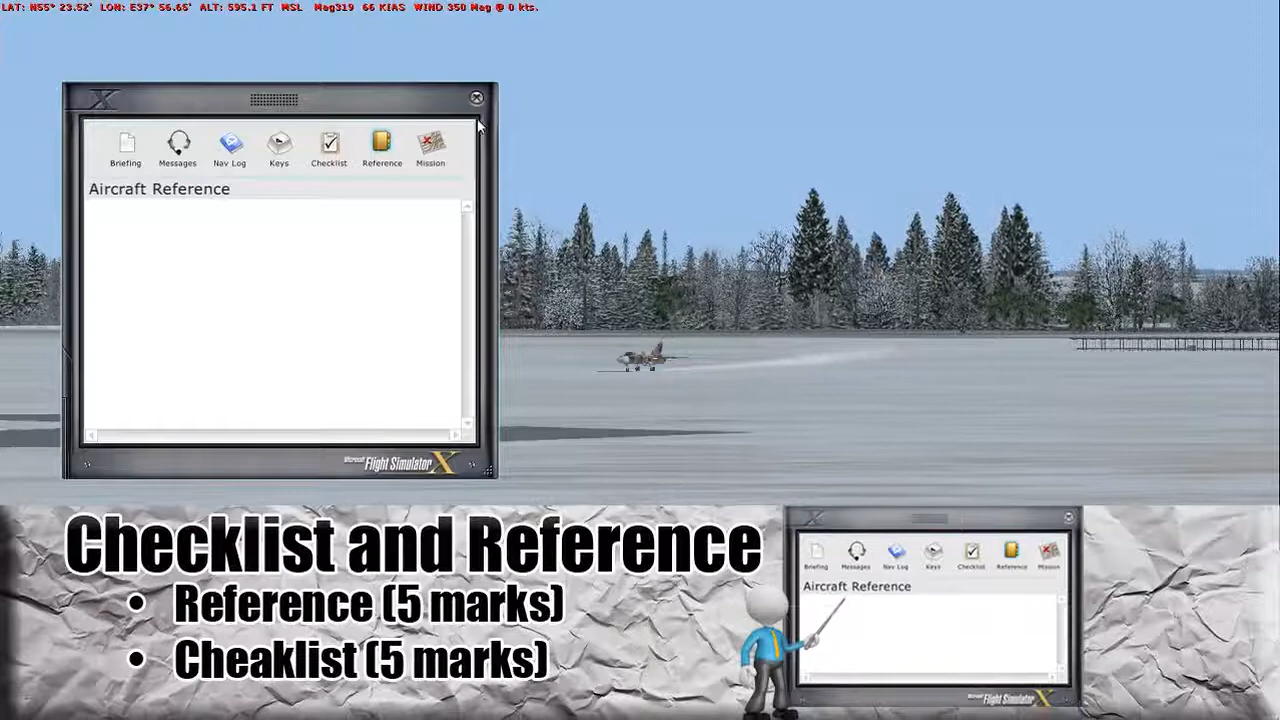 LAT: N55° 23.52' LON: E37° 56.65' ALT: 595.1 FT MSL Mag319 66 KIAS WIND 350 Mag @ 0 kts.
X
Briefing Messages Nav Log Keys Checklist Reference Mission
Aircraft Reference
Microsoft Flight Simulator X
Checklist and Reference
• Reference (5 marks)
• Cheaklist (5 marks)
X
Briefing Messages Nav Log Keys Checklist Reference Mission
Aircraft Reference
Microsoft Flight Simulator X